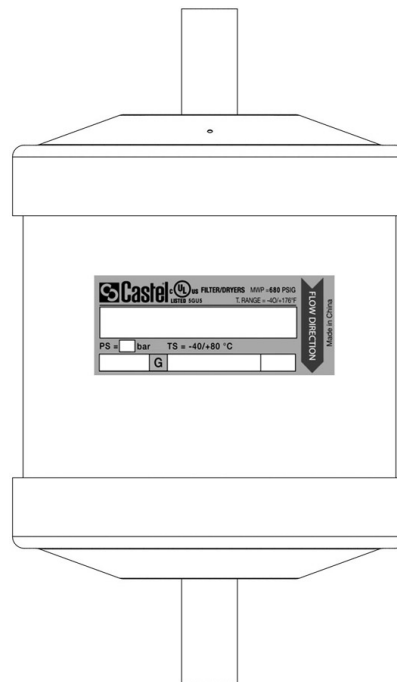 Castel C UL US LISTED 5GU5 FILTER/DRYERS MWP = 680 PSIG
T. RANGE = -40/+176°F
PS = bar TS = -40/+80 °C
G
FLOW DIRECTION
Made in China